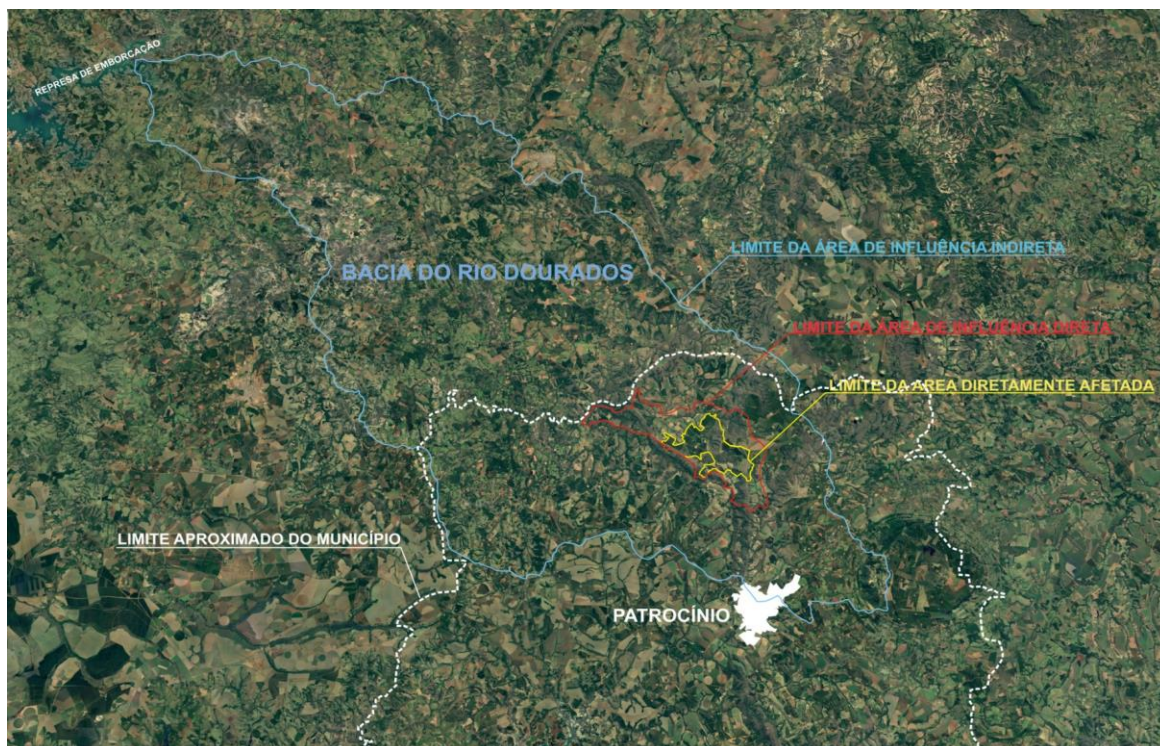 REPRESA DE EMBORCAÇÃO
LIMITE DA ÁREA DE INFLUÊNCIA INDIRETA
BACIA DO RIO DOURADOS
LIMITE DA ÁREA DE INFLUÊNCIA DIRETA
LIMITE DA ÁREA DIRETAMENTE AFETADA
LIMITE APROXIMADO DO MUNICÍPIO
PATROCÍNIO